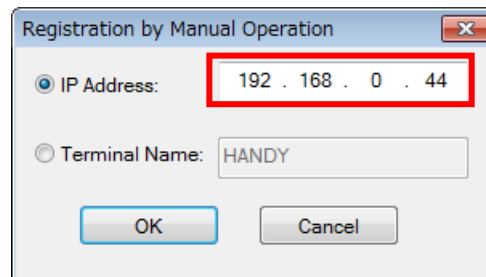 Registration by Manual Operation
IP Address: 192 . 168 . 0 . 44
Terminal Name: HANDY
OK Cancel